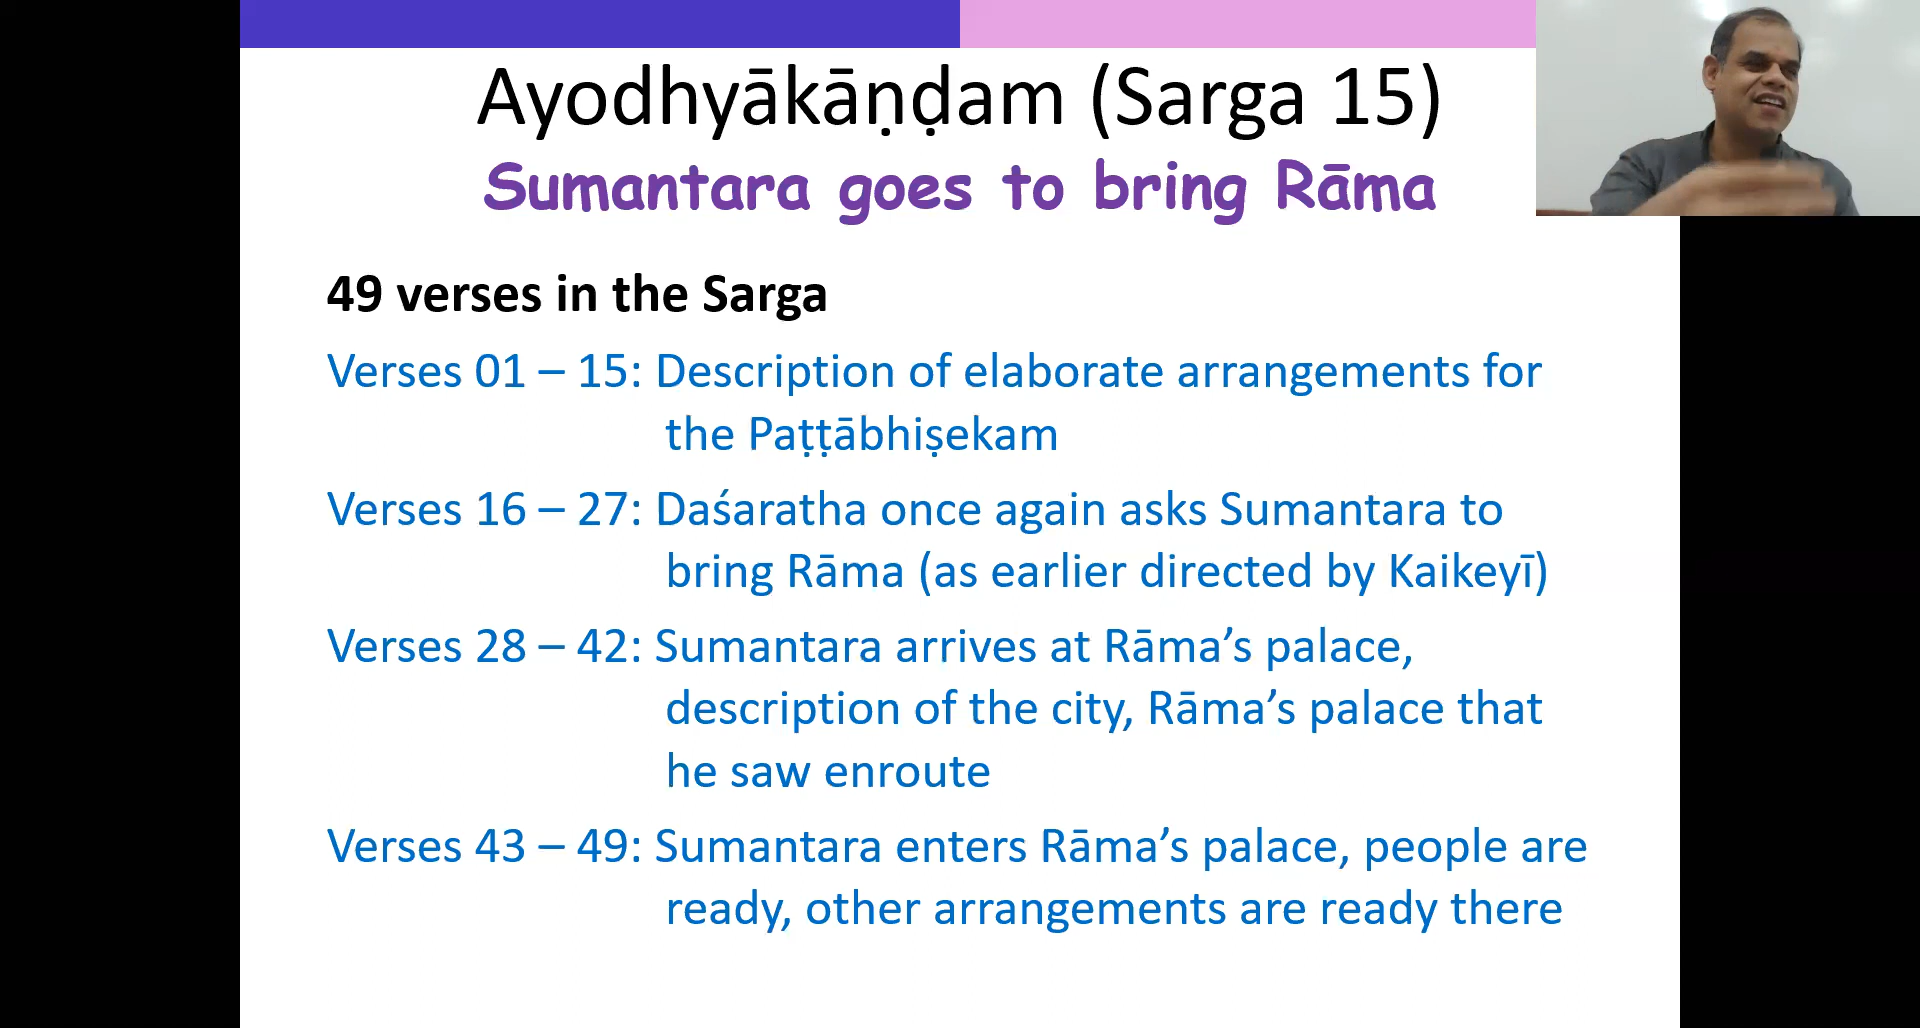 Ayodhyākāṇḍam (Sarga 15)
Sumantara goes to bring Rāma
49 verses in the Sarga
Verses 01 – 15: Description of elaborate arrangements for
the Paṭṭābhiṣekam
Verses 16 – 27: Daśaratha once again asks Sumantara to
bring Rāma (as earlier directed by Kaikeyī)
Verses 28 – 42: Sumantara arrives at Rāma’s palace,
description of the city, Rāma’s palace that
he saw enroute
Verses 43 – 49: Sumantara enters Rāma’s palace, people are
ready, other arrangements are ready there